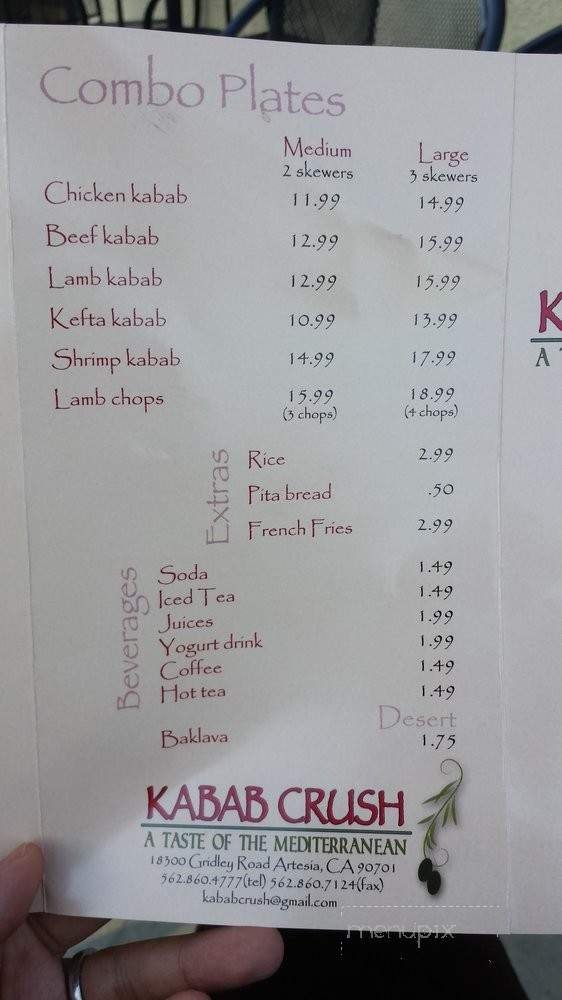 Combo Plates
Medium Large
2 skewers 3 skewers
Chicken kabab 11.99 14.99
Beef kabab 12.99 15.99
Lamb kabab 12.99 15.99
Kefta kabab 10.99 13.99
Shrimp kabab 14.99 17.99
Lamb chops 15.99 18.99
(3 chops) (4 chops)
Extras
Rice 2.99
Pita bread .50
French Fries 2.99
Beverages
Soda 1.49
Iced Tea 1.49
Juices 1.99
Yogurt drink 1.99
Coffee 1.49
Hot tea 1.49
Desert
Baklava 1.75
KABAB CRUSH
A TASTE OF THE MEDITERRANEAN
18500 Gridley Road Artesia, CA 90701
562.860.4777(tel) 562.860.7124(fax)
kababcrush@gmail.com
menupix
K
A